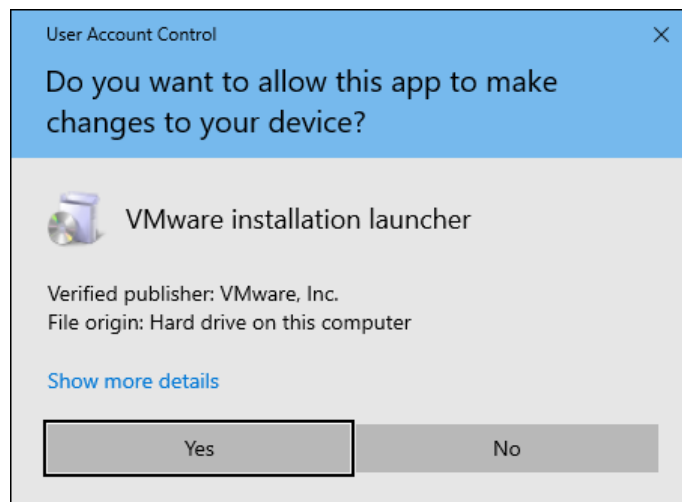 User Account Control
Do you want to allow this app to make
changes to your device?
VMware installation launcher
Verified publisher: VMware, Inc.
File origin: Hard drive on this computer
Show more details
Yes
No